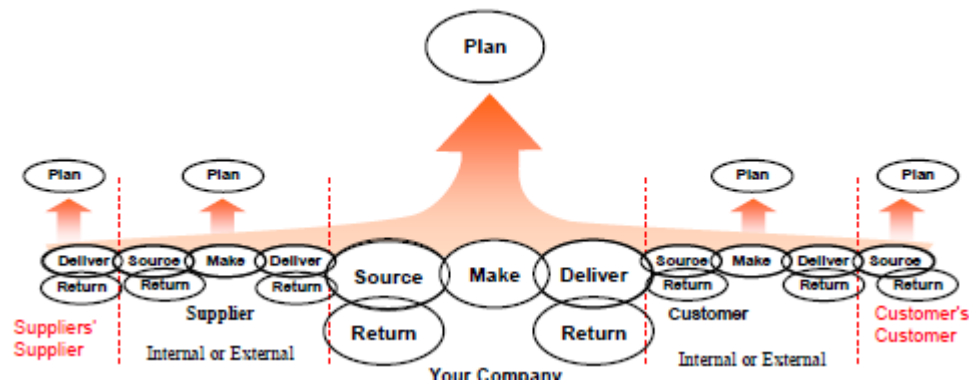 Plan
Plan Plan Plan Plan
Deliver Source Make Deliver Source Make Deliver Source Make Deliver Source
Return Return Return Return Return Return Return Return
Suppliers' Supplier Customer Customer's
Supplier Internal or External Internal or External Customer
Your Company